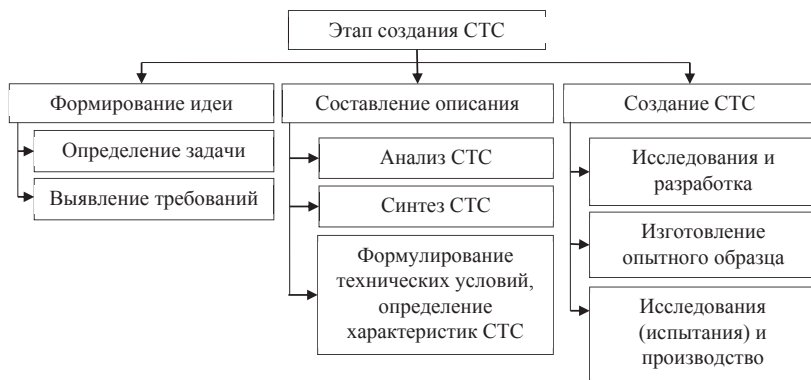 Этап создания СТС
Формирование идеи
Определение задачи
Выявление требований
Составление описания
Анализ СТС
Синтез СТС
Формулирование
технических условий,
определение
характеристик СТС
Создание СТС
Исследования и
разработка
Изготовление
опытного образца
Исследования
(испытания) и
производство